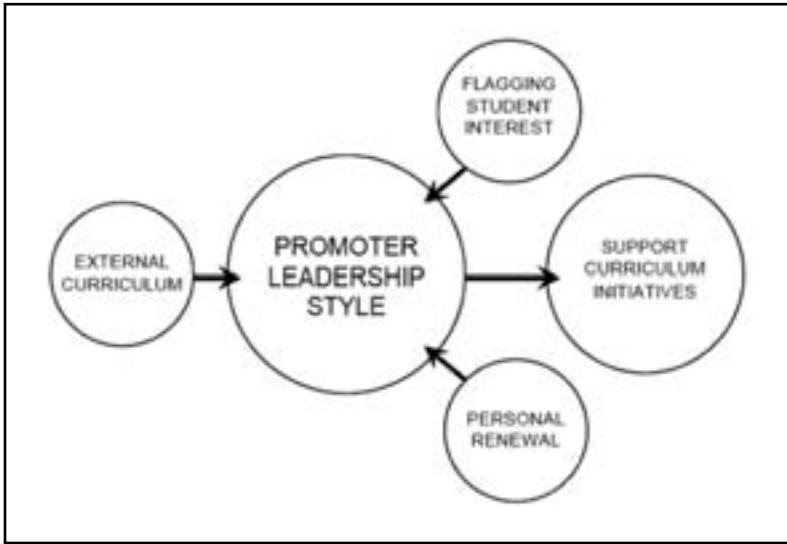 FLAGGING
STUDENT
INTEREST
EXTERNAL
CURRICULUM
PROMOTER
LEADERSHIP
STYLE
SUPPORT
CURRICULUM
INITIATIVES
PERSONAL
RENEWAL